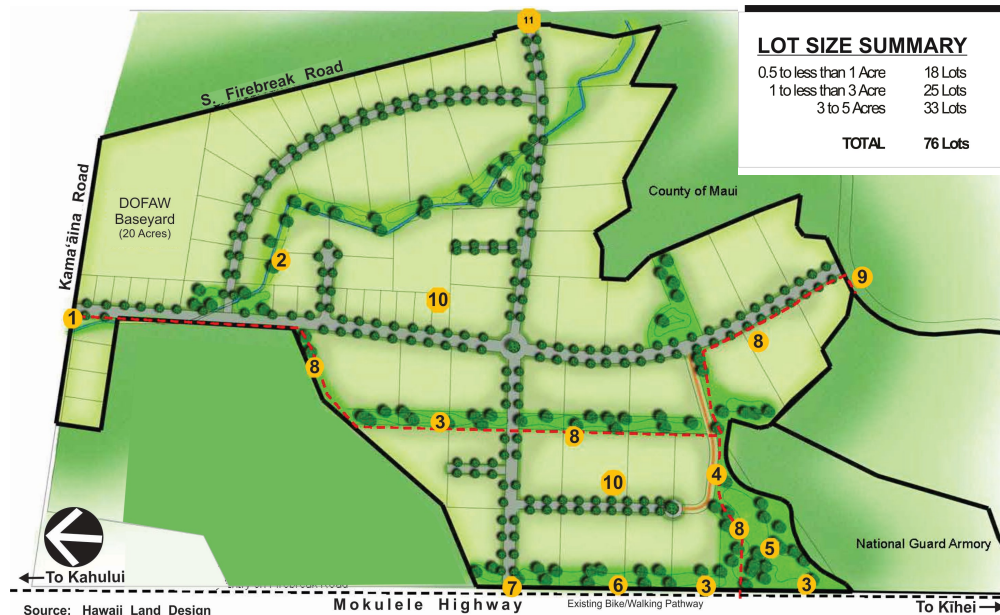 11
LOT SIZE SUMMARY
0.5 to less than 1 Acre 18 Lots
1 to less than 3 Acre 25 Lots
3 to 5 Acres 33 Lots
TOTAL 76 Lots
S. Firebreak Road
Kama'āina Road
County of Maui
DOFAW
Baseyard
(20 Acres)
2
10
9
1
8
8
3
8
10
4
8
5
National Guard Armory
To Kahului
7
6
3
3
Mokulele Highway
Existing Bike/Walking Pathway
To Kīhei
Source: Hawaii Land Design